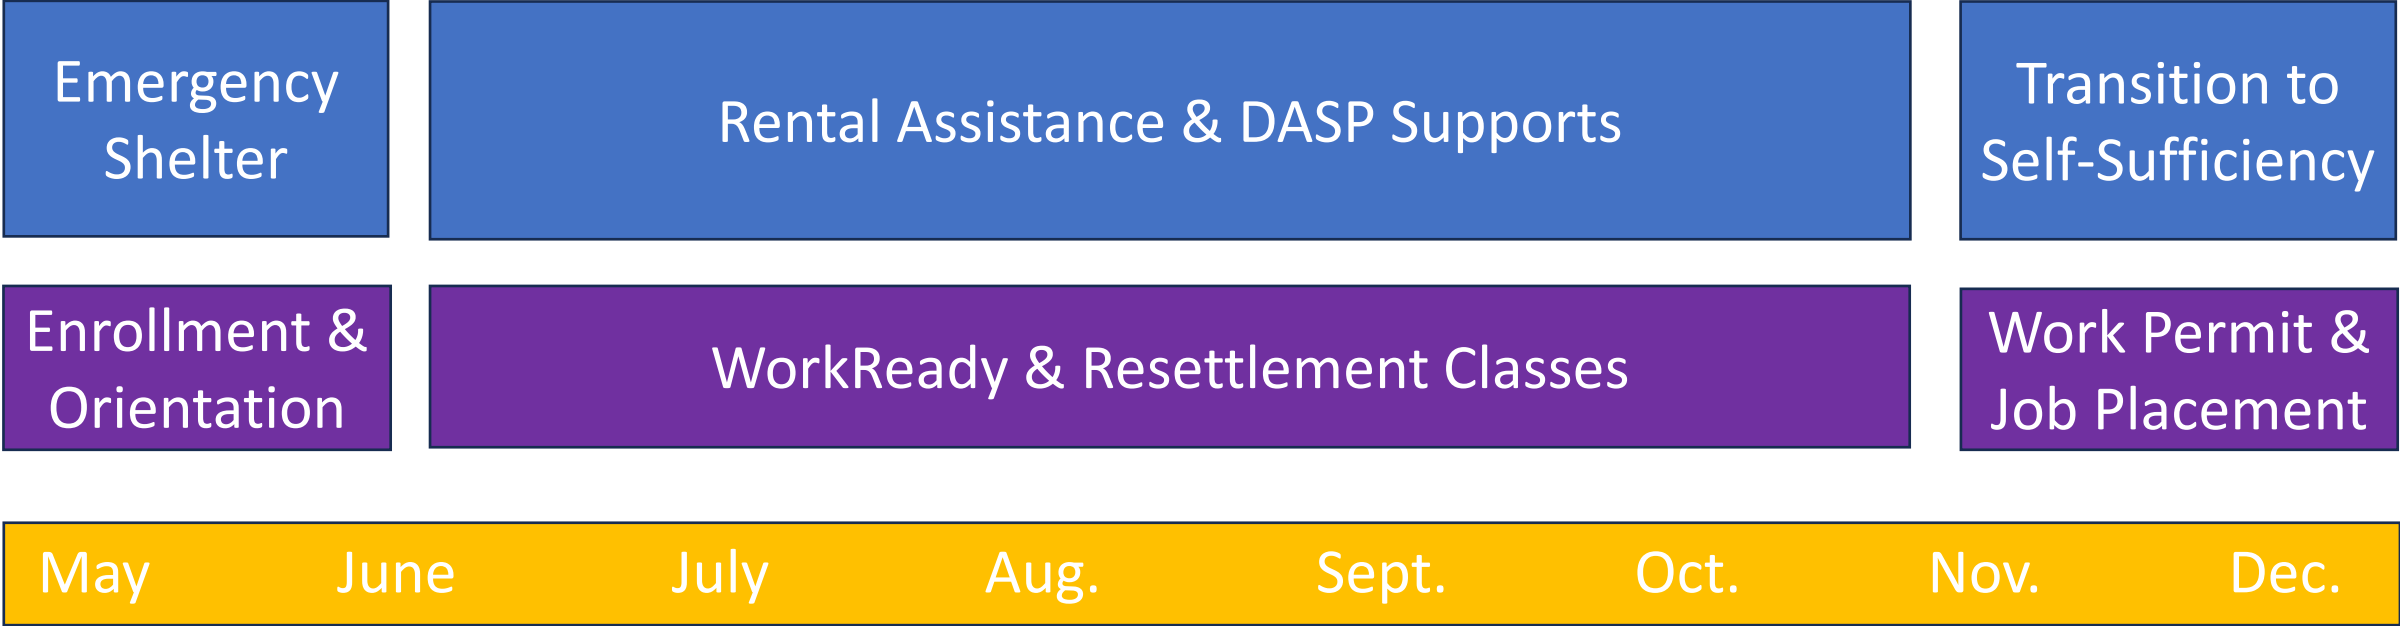 Emergency
Shelter
Rental Assistance & DASP Supports
Transition to
Self-Sufficiency
Enrollment &
Orientation
WorkReady & Resettlement Classes
Work Permit &
Job Placement
May June July Aug. Sept. Oct. Nov. Dec.